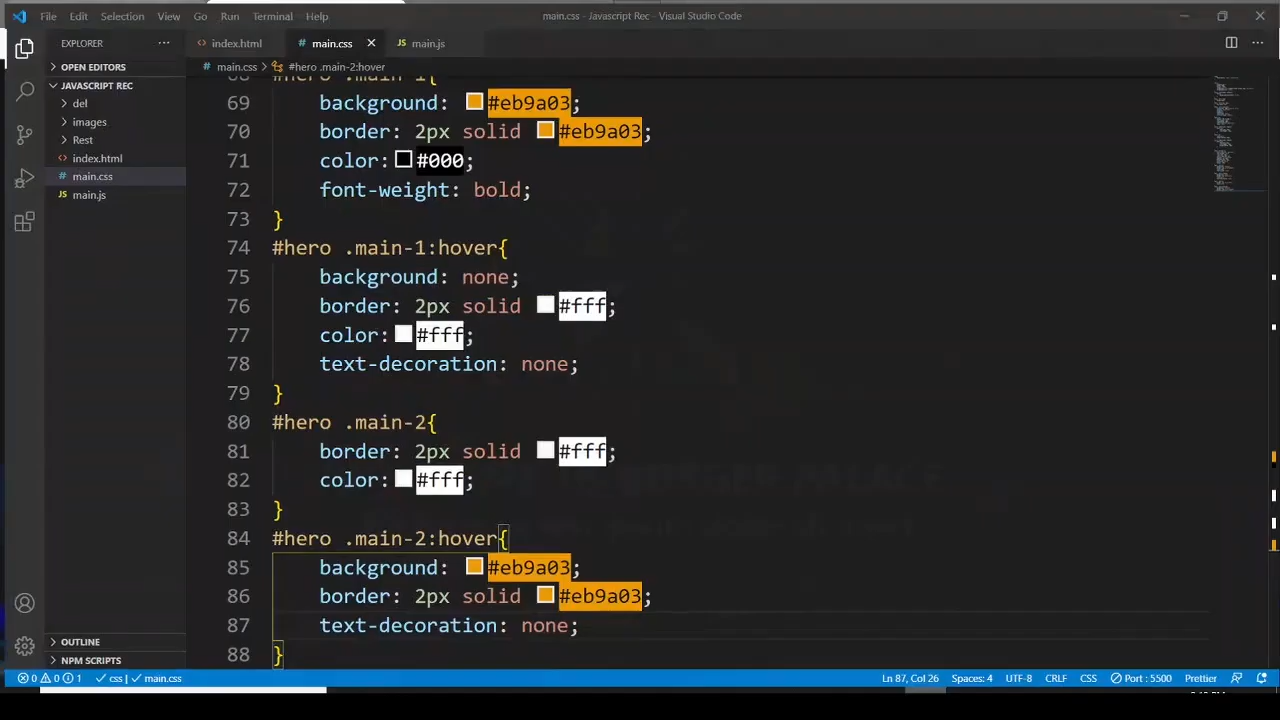 File Edit Selection View Go Run Terminal Help
main.css - Javascript Rec - Visual Studio Code
EXPLORER
index.html
main.css
main.js
OPEN EDITORS
main.css > #hero .main-2:hover
JAVASCRIPT REC
del
images
Rest
index.html
main.css
main.js
68 #hero .main-1{
69 background: #eb9a03;
70 border: 2px solid #eb9a03;
71 color: #000;
72 font-weight: bold;
73 }
74 #hero .main-1:hover{
75 background: none;
76 border: 2px solid #fff;
77 color: #fff;
78 text-decoration: none;
79 }
80 #hero .main-2{
81 border: 2px solid #fff;
82 color: #fff;
83 }
84 #hero .main-2:hover{
85 background: #eb9a03;
86 border: 2px solid #eb9a03;
87 text-decoration: none;
88 }
OUTLINE
NPM SCRIPTS
0 0 1 css | main.css
Ln 87, Col 26 Spaces: 4 UTF-8 CRLF CSS Port : 5500 Prettier